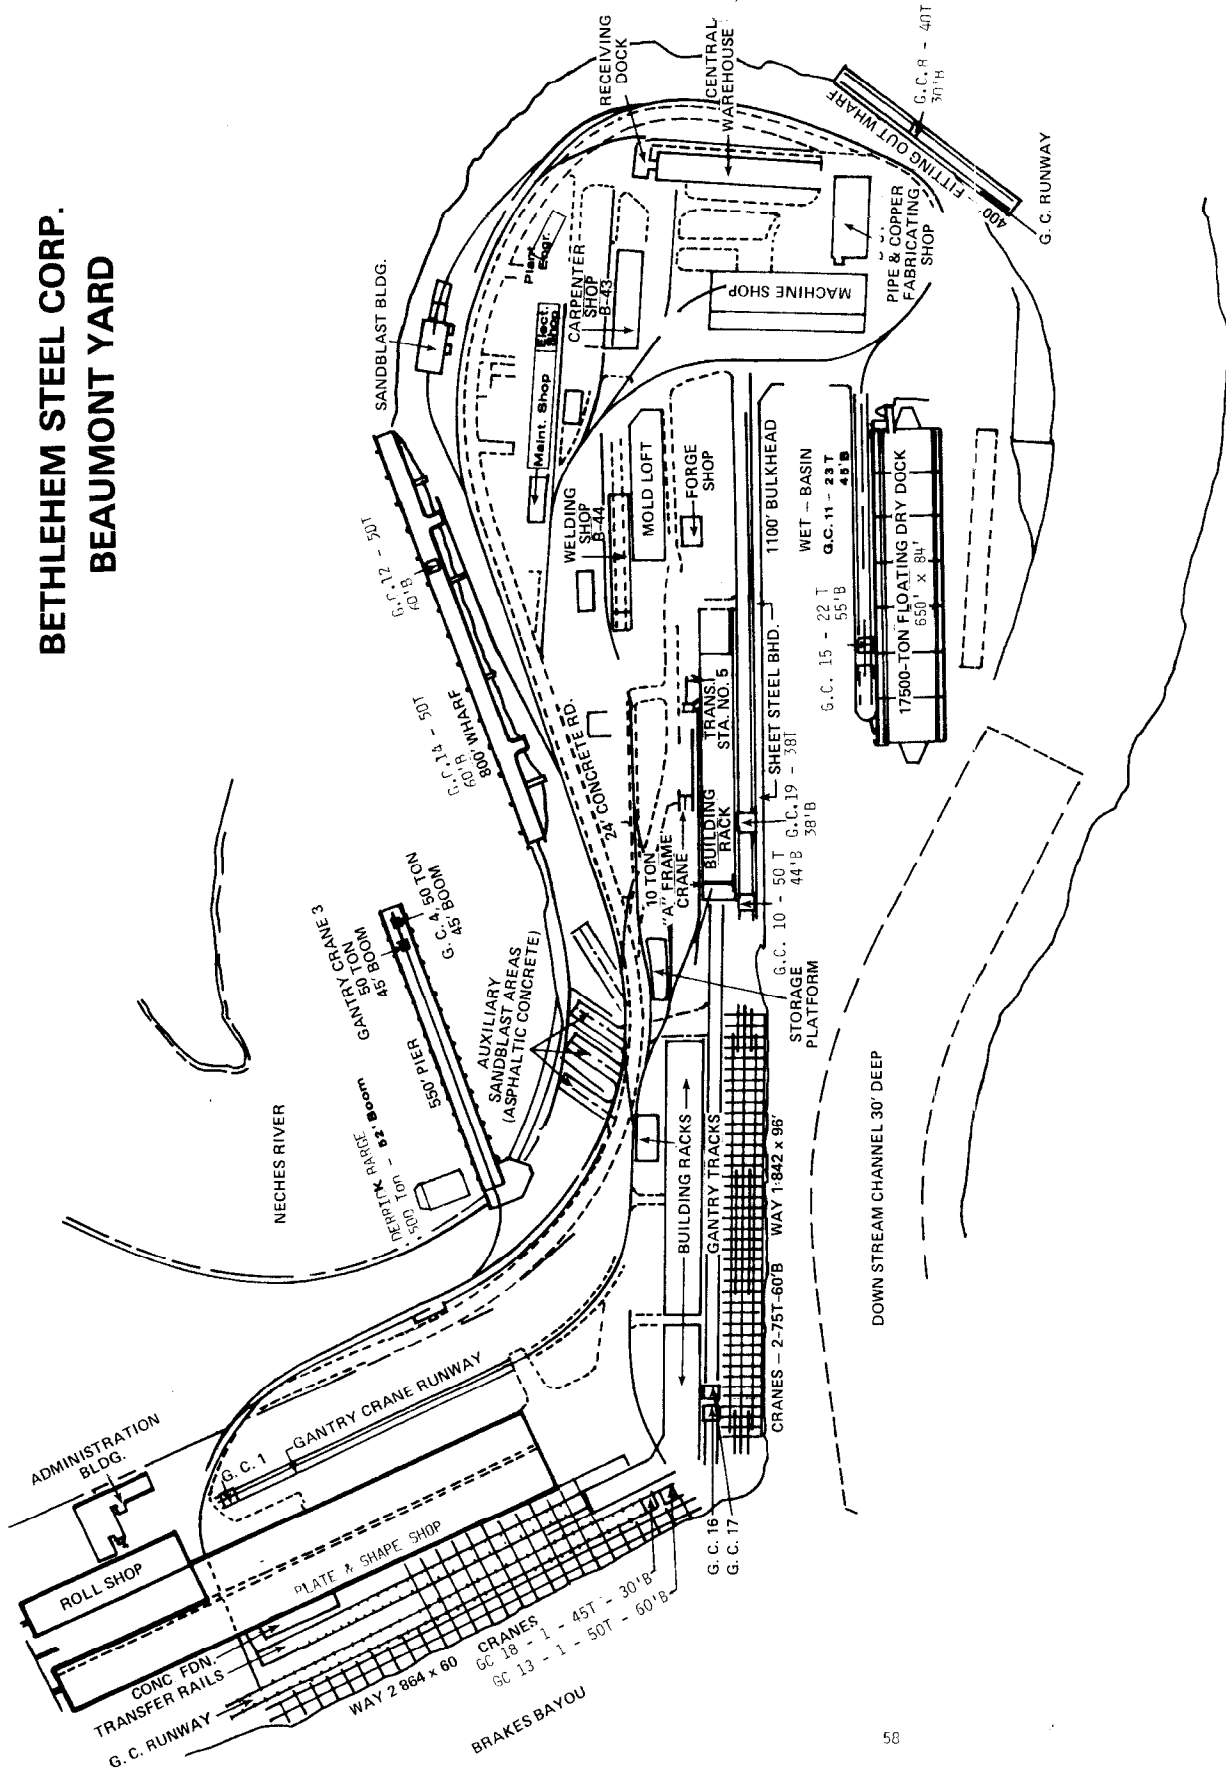 BETHLEHEM STEEL CORP.
BEAUMONT YARD
RECEIVING
DOCK
CENTRAL
WAREHOUSE
G.C.8 - 40T
30'B
400' FITTING OUT WHARF
G. C. RUNWAY
SANDBLAST BLDG.
Plant
Engr.
CARPENTER
SHOP
B-43
Elect.
Shop
Maint. Shop
MACHINE SHOP
PIPE & COPPER
FABRICATING
SHOP
WELDING
SHOP
B-44
MOLD LOFT
FORGE
SHOP
1100' BULKHEAD
WET - BASIN
G.C. 11 - 23 T
45'B
G.C. 15 - 22 T
55'B
17500-TON FLOATING DRY DOCK
650' x 84'
G.C. 12 - 50T
60'B
G.C. 14 - 50T
60'B
800' WHARF
24' CONCRETE RD.
TRANS.
STA. NO. 5
SHEET STEEL BHD.
BUILDING
RACK
10 TON
"A" FRAME
CRANE
G.C. 19 - 38T
38'B
G.C. 10 - 50 T
44'B
STORAGE
PLATFORM
GANTRY CRANE 3
50 TON
45' BOOM
G. C. 4, 50 TON
45' BOOM
550' PIER
AUXILIARY
SANDBLAST AREAS
(ASPHALTIC CONCRETE)
DERRICK BARGE
500 Ton - 52' Boom
NECHES RIVER
BUILDING RACKS
GANTRY TRACKS
CRANES - 2-75T-60'B WAY 1-842 x 96'
DOWN STREAM CHANNEL 30' DEEP
ADMINISTRATION
BLDG.
G. C. 1
GANTRY CRANE RUNWAY
ROLL SHOP
PLATE & SHAPE SHOP
CONC. FDN.
TRANSFER RAILS
G. C. RUNWAY
WAY 2 864 x 60
CRANES
GC 18 - 1 - 45T - 30'B
GC 13 - 1 - 50T - 60'B
G. C. 16
G. C. 17
BRAKES BAYOU
58